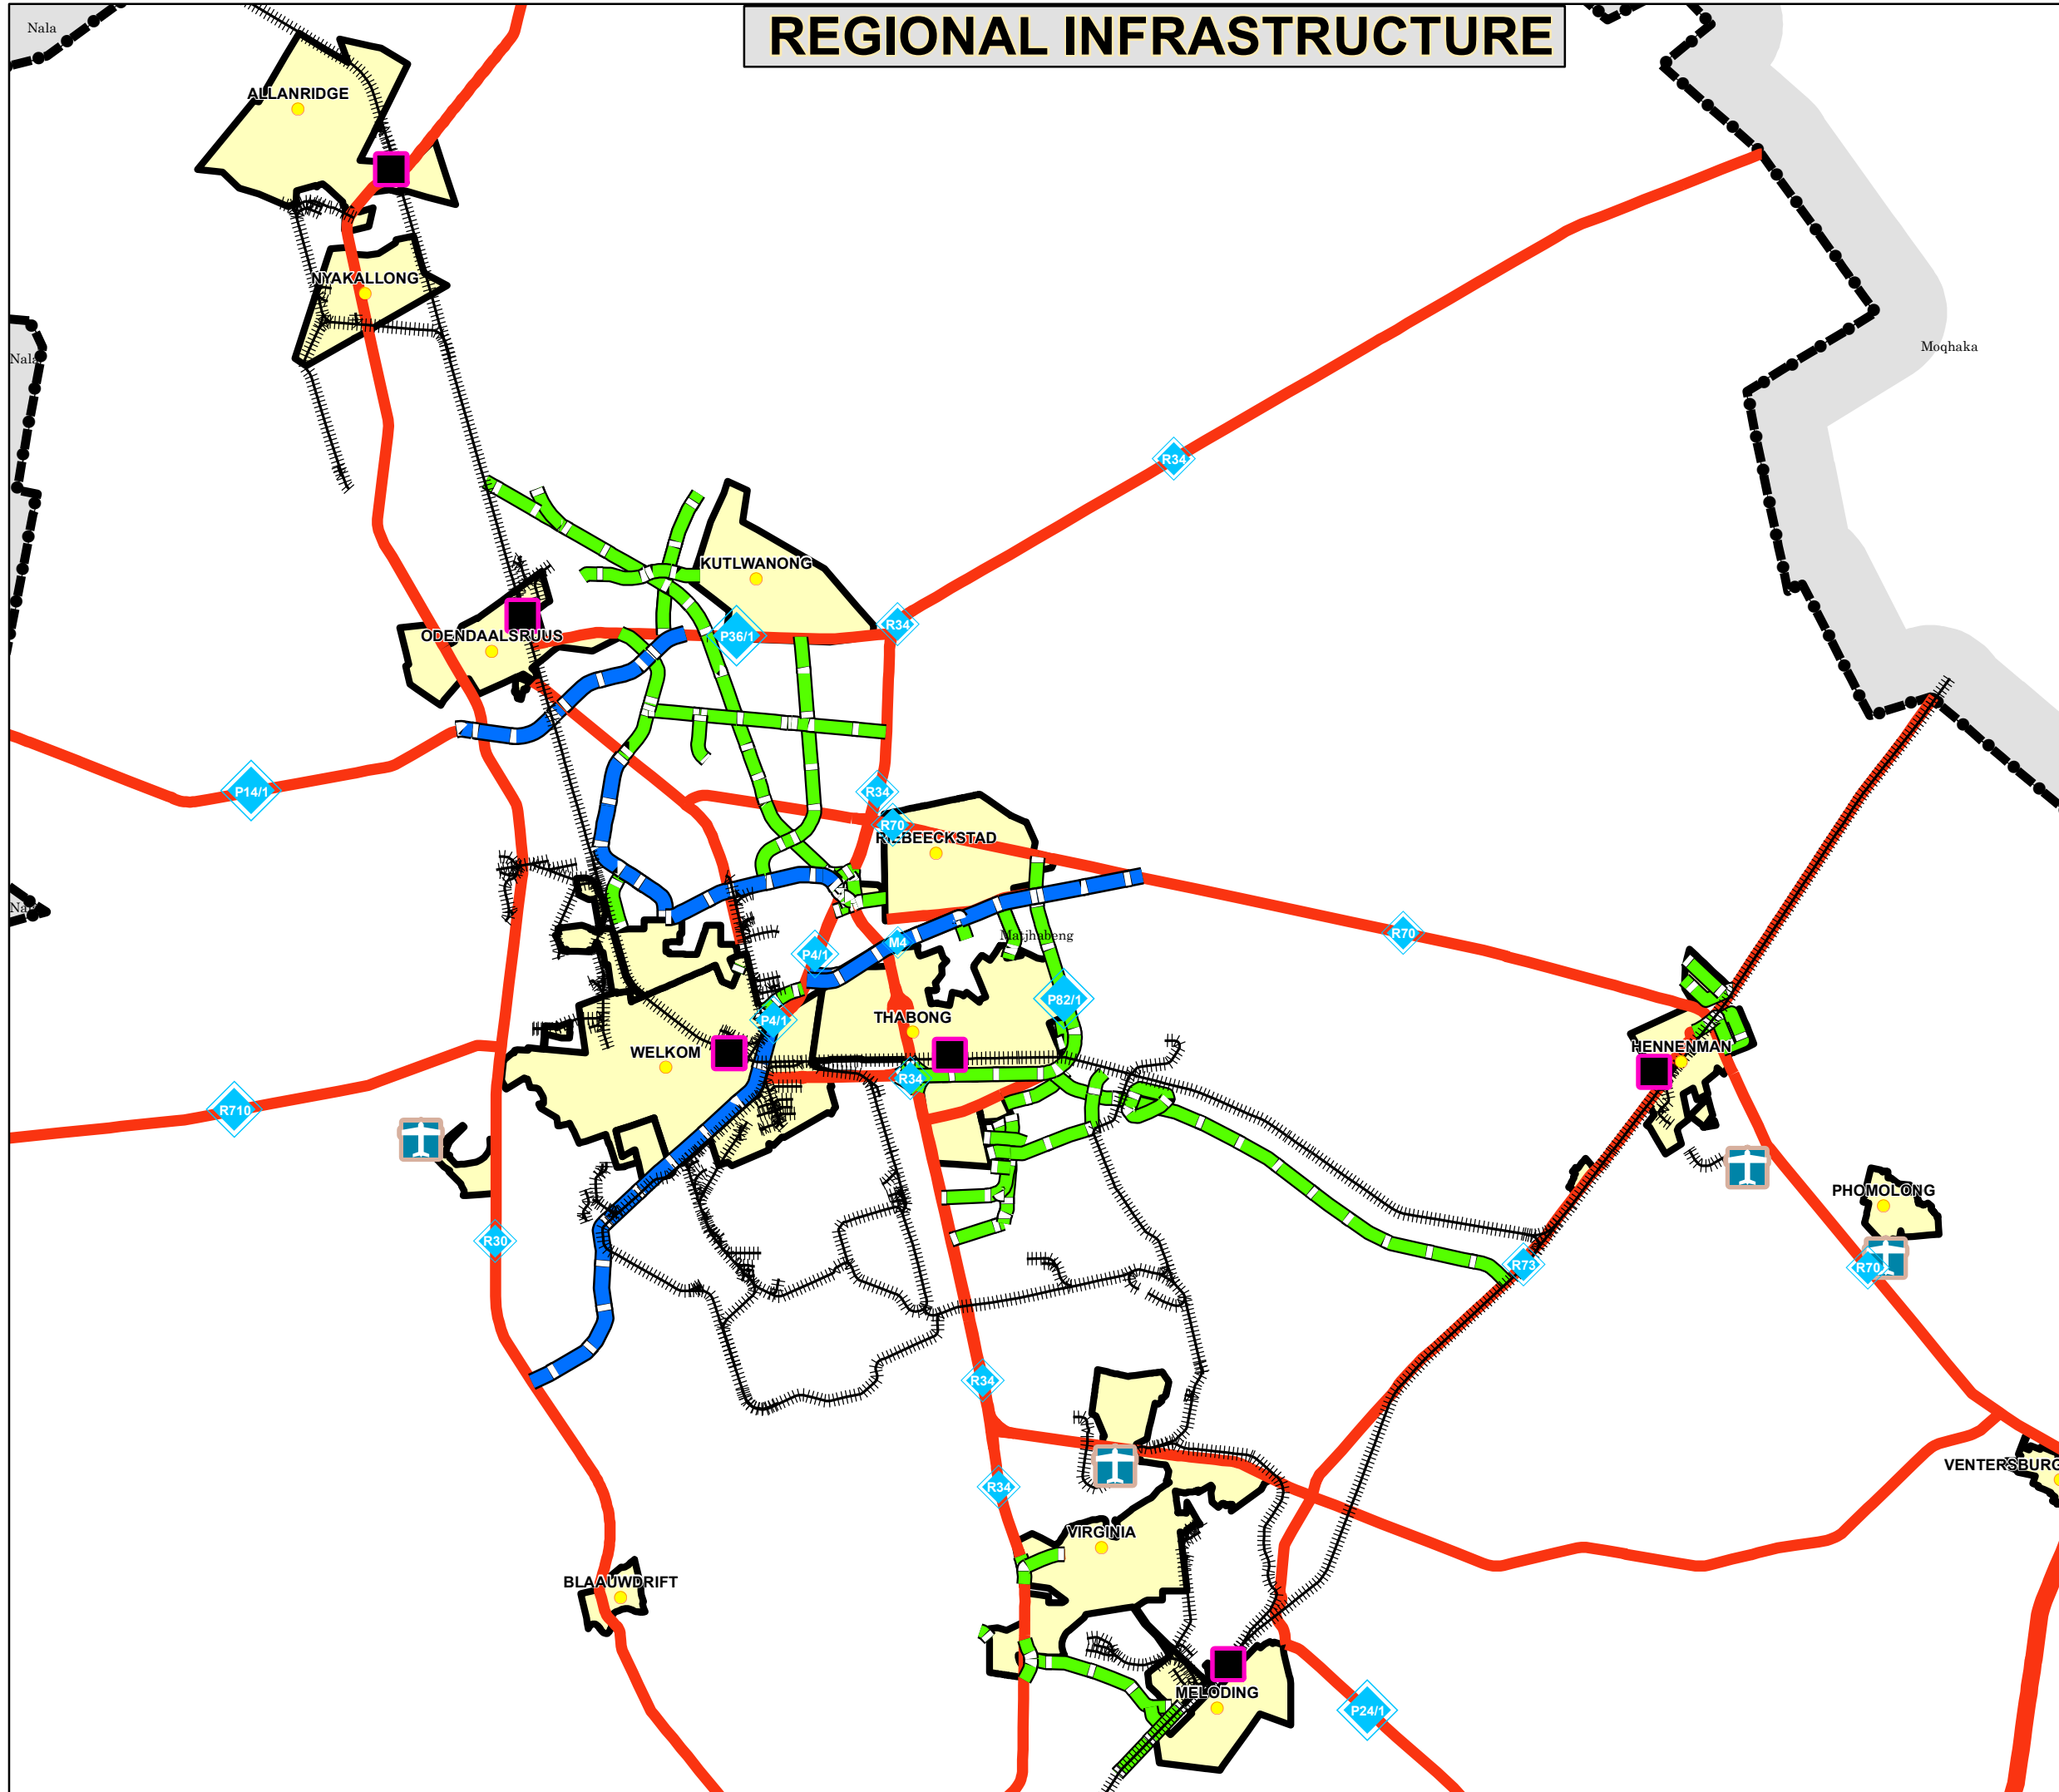 REGIONAL INFRASTRUCTURE
Nala
ALLANRIDGE
NYAKALLONG
Moqhaka
Nala
R34
KUTLWANONG
R34
P36/1
ODENDAALSRUUS
P14/1
R34
R70
RIEBEECKSTAD
Nala
R70
Matjhabeng
M4
P4/1
P82/1
THABONG
P4/1
WELKOM
HENNENMAN
R34
R710
PHOMOLONG
R30
R73
R70
R34
VENTERSBURG
R34
VIRGINIA
BLAAUWDRIFT
MELODING
P24/1